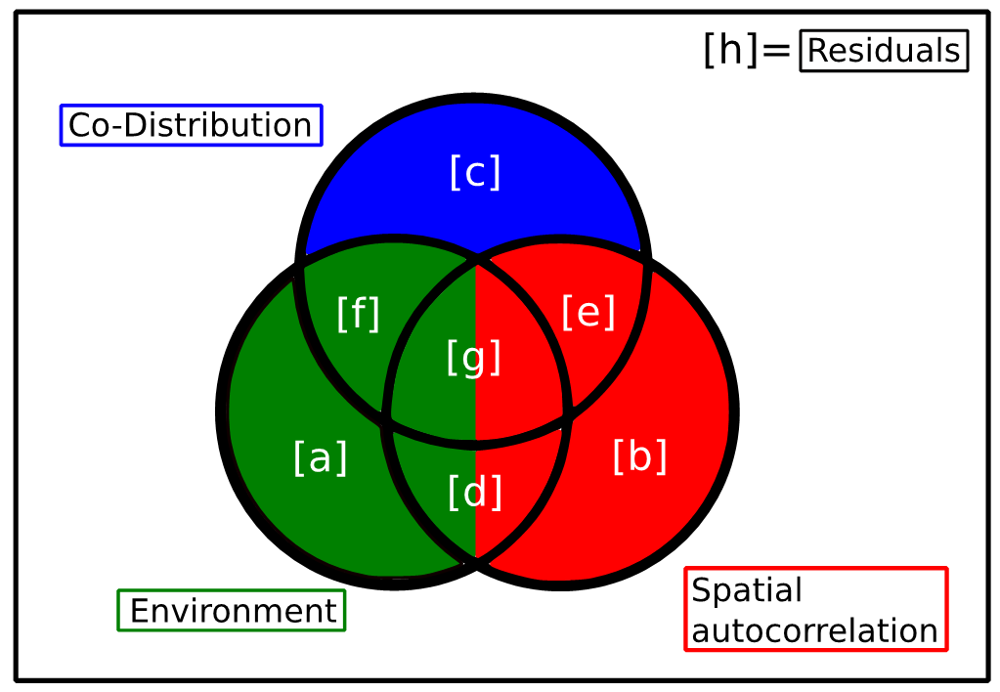 [h]= Residuals
Co-Distribution
[c]
[f]
[e]
[g]
[a]
[b]
[d]
Environment
Spatial
autocorrelation